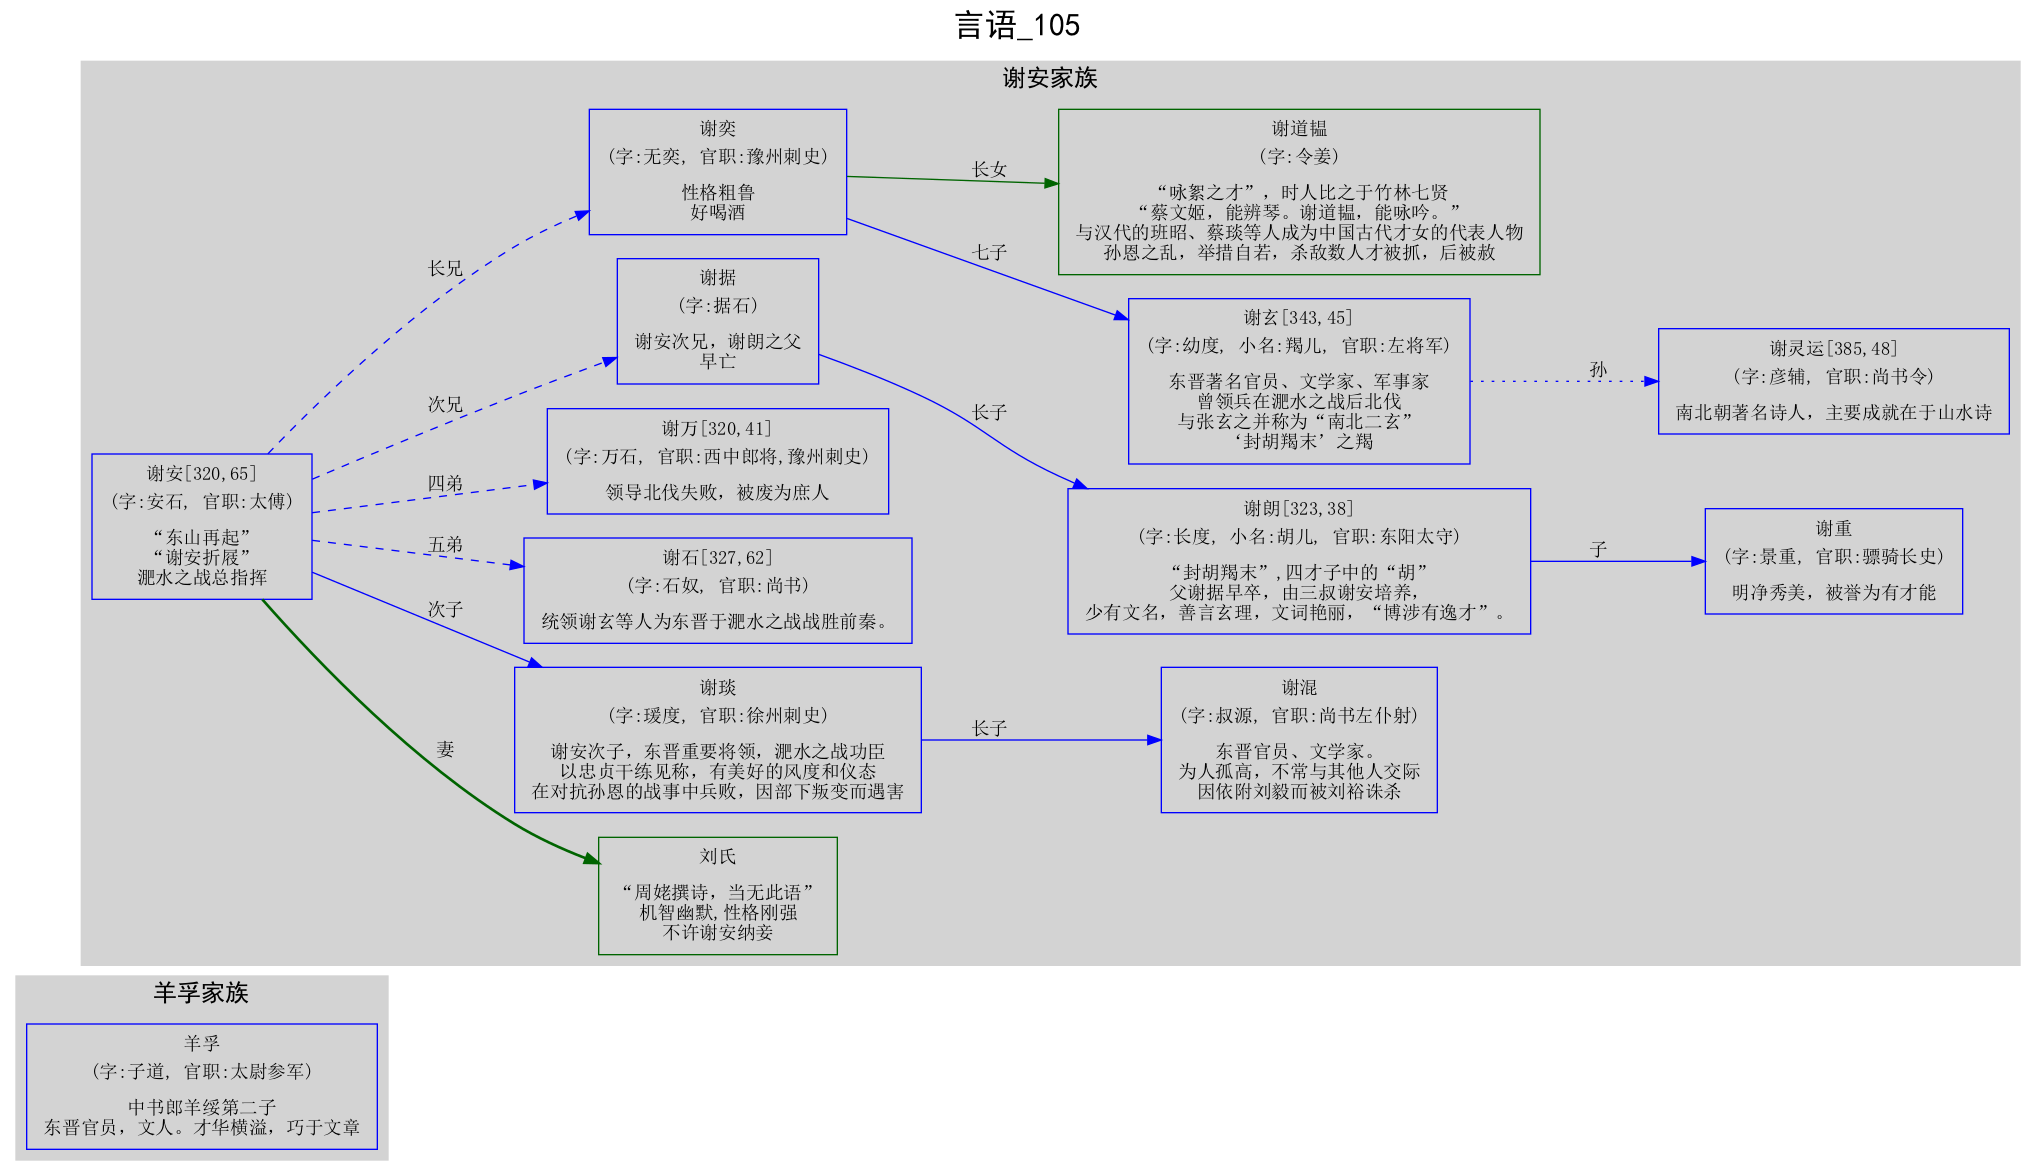 言语_105
谢安家族
谢安[320,65]
(字:安石, 官职:太傅)
“东山再起”
“谢安折屐”
淝水之战总指挥
长兄
次兄
四弟
五弟
次子
妻
谢奕
(字:无奕, 官职:豫州刺史)
性格粗鲁
好喝酒
谢据
(字:据石)
谢安次兄，谢朗之父
早亡
谢万[320,41]
(字:万石, 官职:西中郎将,豫州刺史)
领导北伐失败，被废为庶人
谢石[327,62]
(字:石奴, 官职:尚书)
统领谢玄等人为东晋于淝水之战战胜前秦。
谢琰
(字:瑗度, 官职:徐州刺史)
谢安次子，东晋重要将领，淝水之战功臣
以忠贞干练见称，有美好的风度和仪态
在对抗孙恩的战事中兵败，因部下叛变而遇害
刘氏
“周姥撰诗，当无此语”
机智幽默,性格刚强
不许谢安纳妾
长女
七子
长子
长子
谢道韫
(字:令姜)
“咏絮之才”，时人比之于竹林七贤
“蔡文姬，能辨琴。谢道韫，能咏吟。”
与汉代的班昭、蔡琰等人成为中国古代才女的代表人物
孙恩之乱，举措自若，杀敌数人才被抓，后被赦
谢玄[343,45]
(字:幼度, 小名:羯儿, 官职:左将军)
东晋著名官员、文学家、军事家
曾领兵在淝水之战后北伐
与张玄之并称为“南北二玄”
‘封胡羯末’之羯
谢朗[323,38]
(字:长度, 小名:胡儿, 官职:东阳太守)
“封胡羯末”,四才子中的“胡”
父谢据早卒，由三叔谢安培养，
少有文名，善言玄理，文词艳丽，“博涉有逸才”。
谢混
(字:叔源, 官职:尚书左仆射)
东晋官员、文学家。
为人孤高，不常与其他人交际
因依附刘毅而被刘裕诛杀
孙
子
谢灵运[385,48]
(字:彦辅, 官职:尚书令)
南北朝著名诗人，主要成就在于山水诗
谢重
(字:景重, 官职:骠骑长史)
明净秀美，被誉为有才能
羊孚家族
羊孚
(字:子道, 官职:太尉参军)
中书郎羊绥第二子
东晋官员，文人。才华横溢，巧于文章